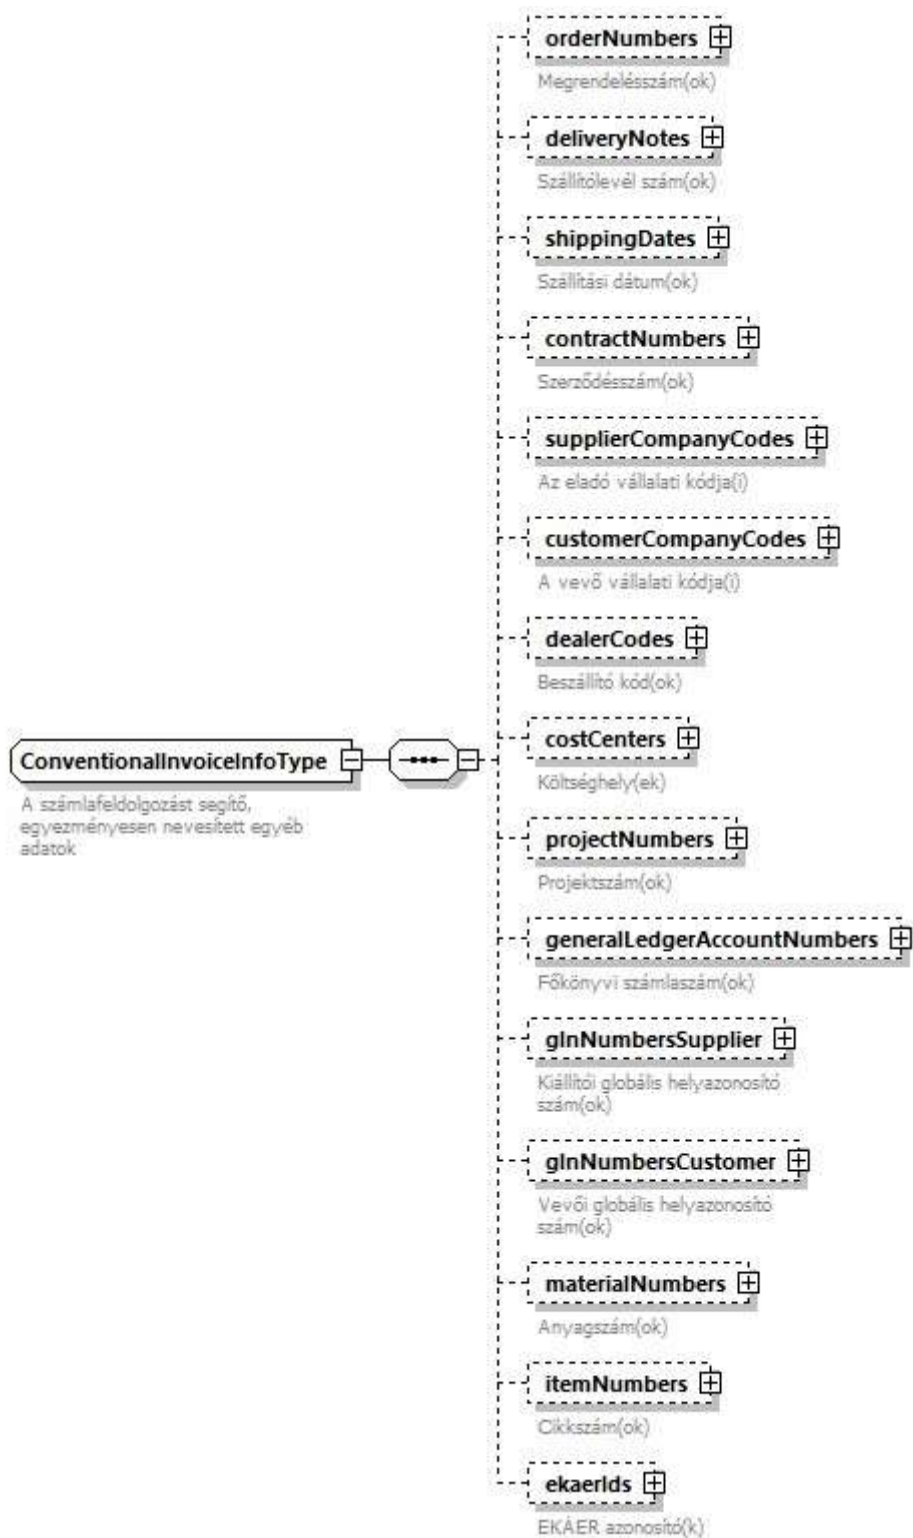 orderNumbers
Megrendelésszám(ok)
deliveryNotes
Szállítólevél szám(ok)
shippingDates
Szállítási dátum(ok)
contractNumbers
Szerződésszám(ok)
supplierCompanyCodes
Az eladó vállalati kódja(i)
customerCompanyCodes
A vevő vállalati kódja(i)
dealerCodes
Beszállító kód(ok)
costCenters
Költséghely(ek)
ConventionalInvoiceInfoType
A számlafeldolgozást segítő,
egyezményesen nevesített egyéb
adatok
projectNumbers
Projektszám(ok)
generalLedgerAccountNumbers
Főkönyvi számlaszám(ok)
glnNumbersSupplier
Kiállítói globális helyazonosító
szám(ok)
glnNumbersCustomer
Vevői globális helyazonosító
szám(ok)
materialNumbers
Anyagszám(ok)
itemNumbers
Cikkszám(ok)
ekaerIds
EKÁER azonosító(k)